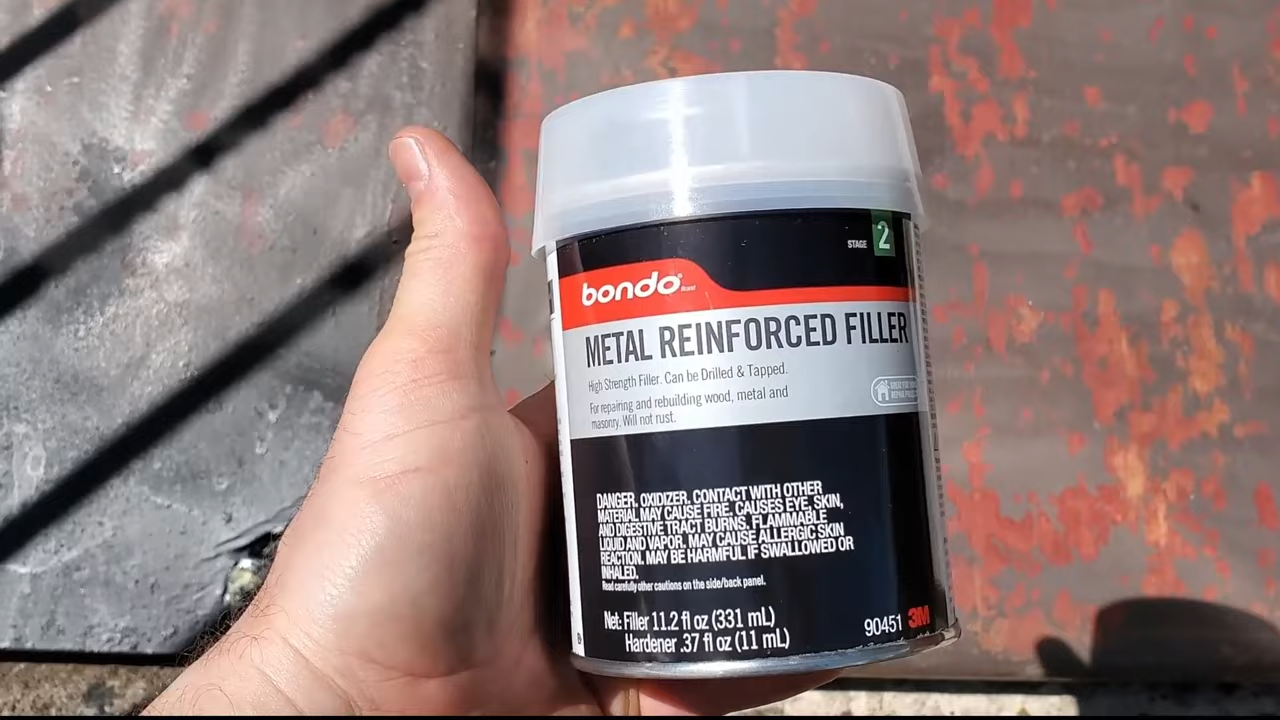 STAGE 2
bondo® Brand
METAL REINFORCED FILLER
High Strength Filler. Can be Drilled & Tapped.
For repairing and rebuilding wood, metal and
masonry. Will not rust.
DANGER. OXIDIZER. CONTACT WITH OTHER
MATERIAL MAY CAUSE FIRE. CAUSES EYE, SKIN,
AND DIGESTIVE TRACT BURNS. FLAMMABLE
LIQUID AND VAPOR. MAY CAUSE ALLERGIC SKIN
REACTION. MAY BE HARMFUL IF SWALLOWED OR
INHALED.
Read carefully other cautions on the side/back panel.
Net: Filler 11.2 fl oz (331 mL)
Hardener .37 fl oz (11 mL)
90451 3M